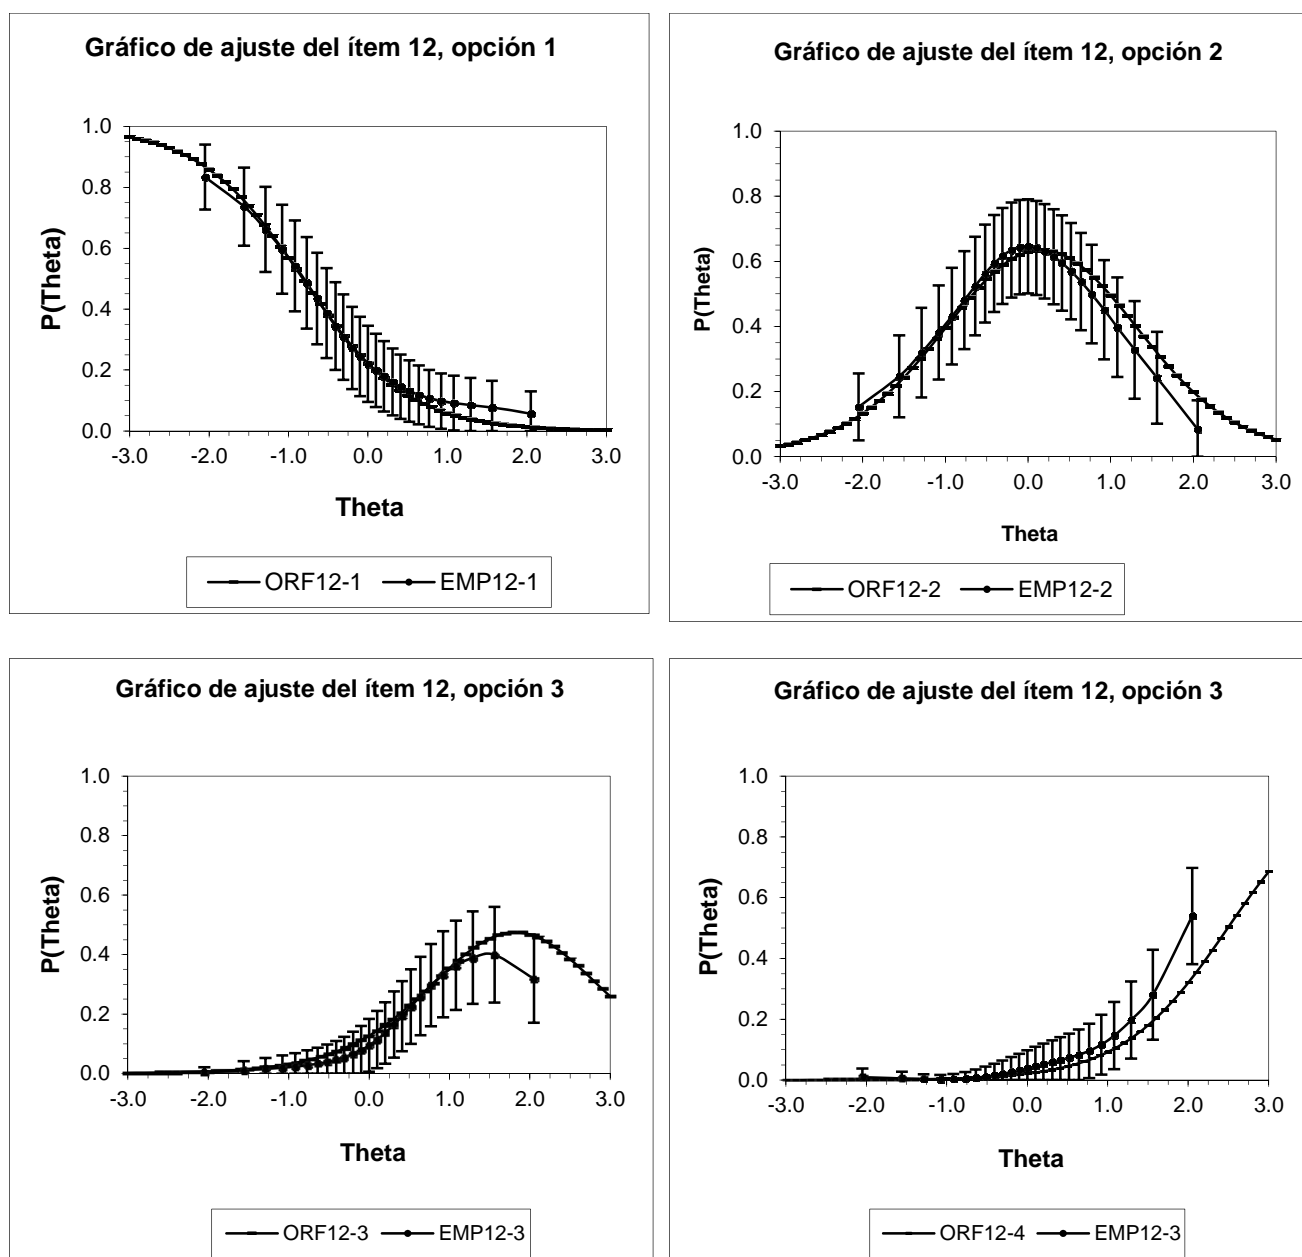 Gráfico de ajuste del ítem 12, opción 1
P(Theta)
1.0
0.8
0.6
0.4
0.2
0.0
-3.0 -2.0 -1.0 0.0 1.0 2.0 3.0
Theta
ORF12-1 EMP12-1
Gráfico de ajuste del ítem 12, opción 2
P(Theta)
1.0
0.8
0.6
0.4
0.2
0.0
-3.0 -2.0 -1.0 0.0 1.0 2.0 3.0
Theta
ORF12-2 EMP12-2
Gráfico de ajuste del ítem 12, opción 3
P(Theta)
1.0
0.8
0.6
0.4
0.2
0.0
-3.0 -2.0 -1.0 0.0 1.0 2.0 3.0
Theta
ORF12-3 EMP12-3
Gráfico de ajuste del ítem 12, opción 3
P(Theta)
1.0
0.8
0.6
0.4
0.2
0.0
-3.0 -2.0 -1.0 0.0 1.0 2.0 3.0
Theta
ORF12-4 EMP12-3